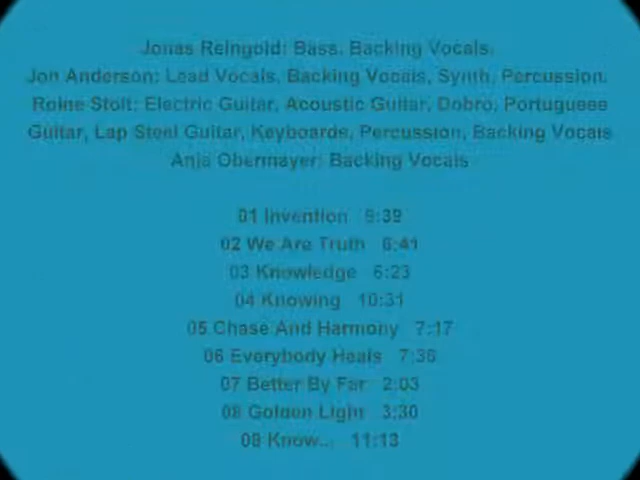 Jonas Reingold: Bass, Backing Vocals.
Jon Anderson: Lead Vocals, Backing Vocals, Synth, Percussion.
Roine Stolt: Electric Guitar, Acoustic Guitar, Dobro, Portuguese
Guitar, Lap Steel Guitar, Keyboards, Percussion, Backing Vocals
Anja Obermayer: Backing Vocals
01 Invention 9:39
02 We Are Truth 6:41
03 Knowledge 6:23
04 Knowing 10:31
05 Chase And Harmony 7:17
06 Everybody Heals 7:36
07 Better By Far 2:03
08 Golden Light 3:30
09 Know... 11:13